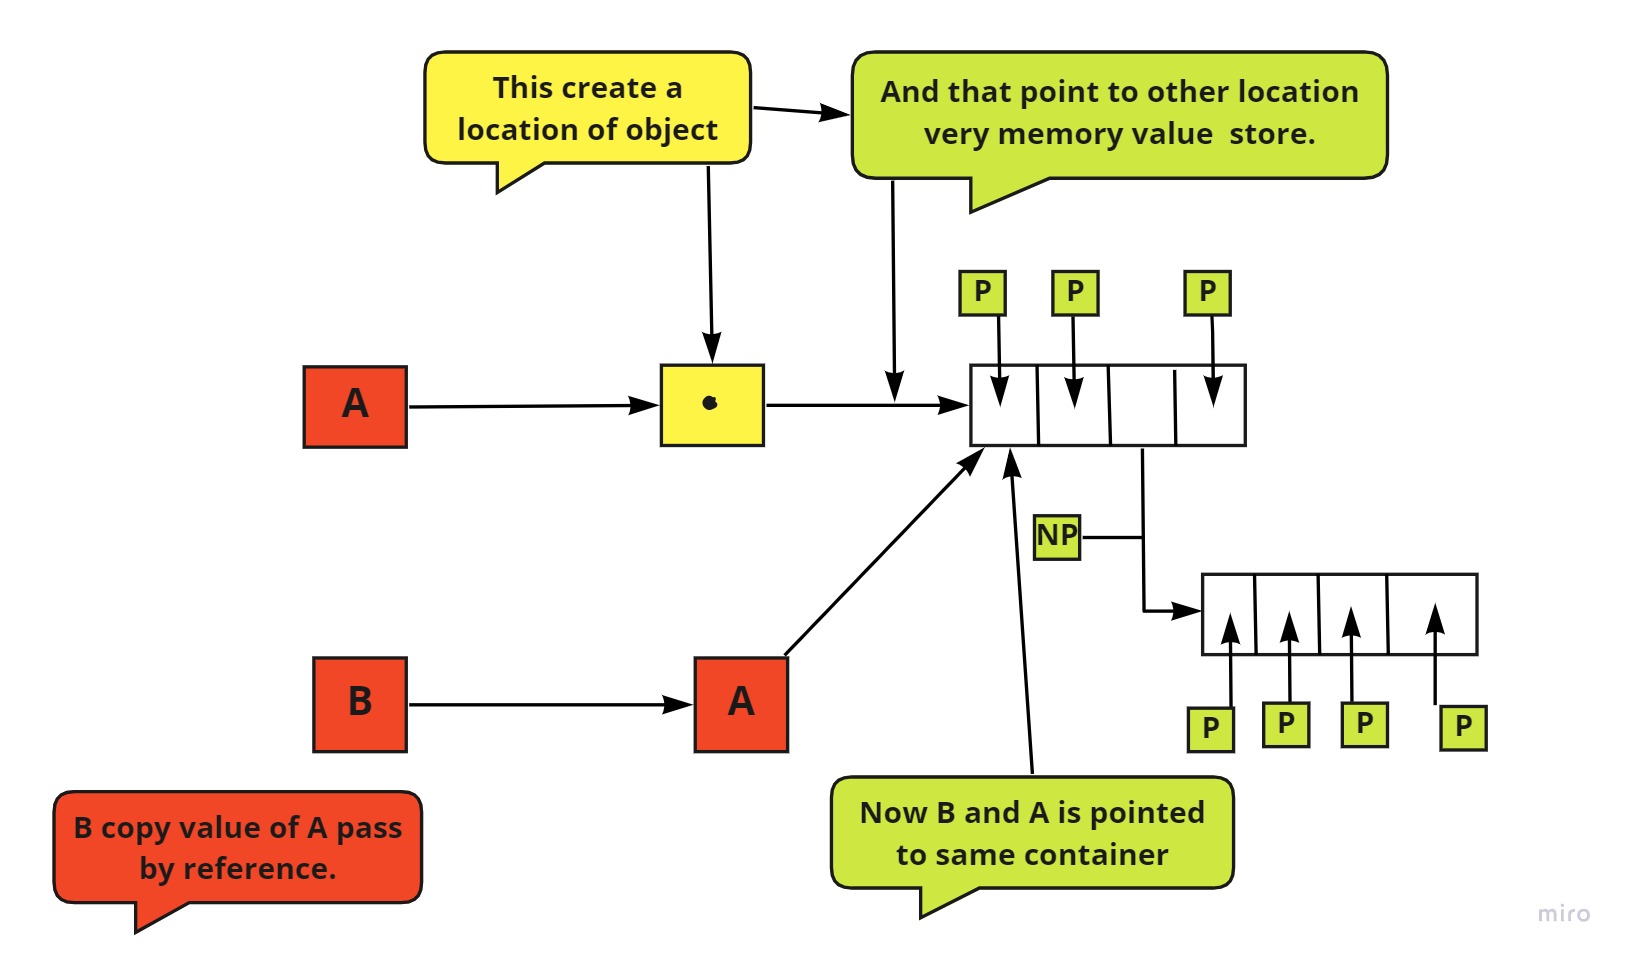 This create a
location of object
And that point to other location
very memory value  store.
P
P
P
A
NP
B
A
P
P
P
P
B copy value of A pass
by reference.
Now B and A is pointed
to same container
miro